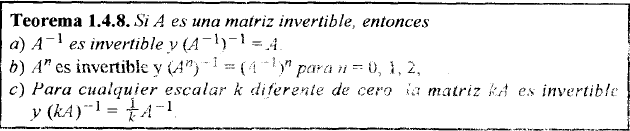 Teorema 1.4.8. Si A es una matriz invertible, entonces
a) A⁻¹ es invertible y (A⁻¹)⁻¹ = A.
b) Aⁿ es invertible y (Aⁿ)⁻¹ = (A⁻¹)ⁿ para n = 0, 1, 2,
c) Para cualquier escalar k diferente de cero la matriz kA es invertible
y (kA)⁻¹ = 1/k A⁻¹